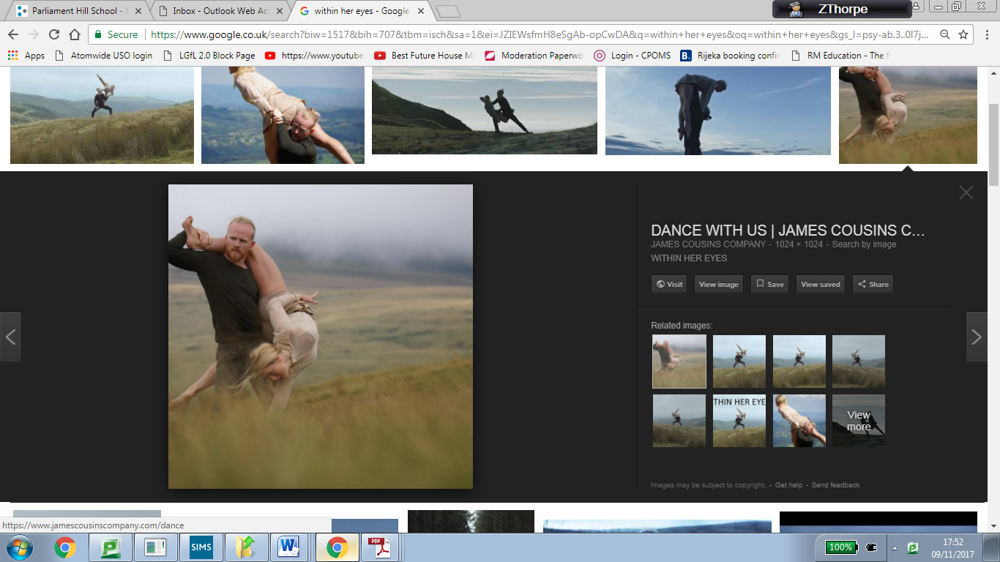 Parliament Hill School - H
Inbox - Outlook Web Acc
within her eyes - Google
ZThorpe
Secure
https://www.google.co.uk/search?biw=1517&bih=707&tbm=isch&sa=1&ei=JZIEWsfmH8eSgAb-opCwDA&q=within+her+eyes&oq=within+her+eyes&gs_l=psy-ab.3..0l7j...
Apps
Atomwide USO login
LGfL 2.0 Block Page
https://www.youtube
Best Future House Mi
Moderation Paperwo
Login - CPOMS
Rijeka booking confir
RM Education - The f
DANCE WITH US | JAMES COUSINS C...
JAMES COUSINS COMPANY - 1024 × 1024 - Search by image
WITHIN HER EYES
Visit
View image
Save
View saved
Share
Related images:
THIN HER EYE
View
more
Images may be subject to copyright. - Get help - Send feedback
https://www.jamescousinscompany.com/dance
SIMS
W
PDF
100%
17:52
09/11/2017